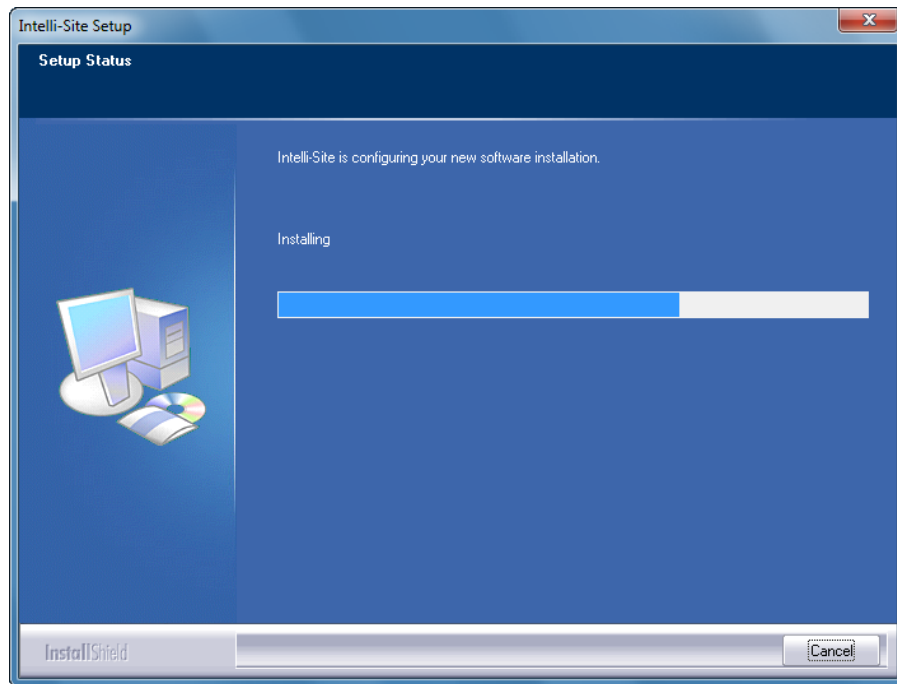 Intelli-Site Setup
Setup Status
Intelli-Site is configuring your new software installation.
Installing
InstallShield
Cancel